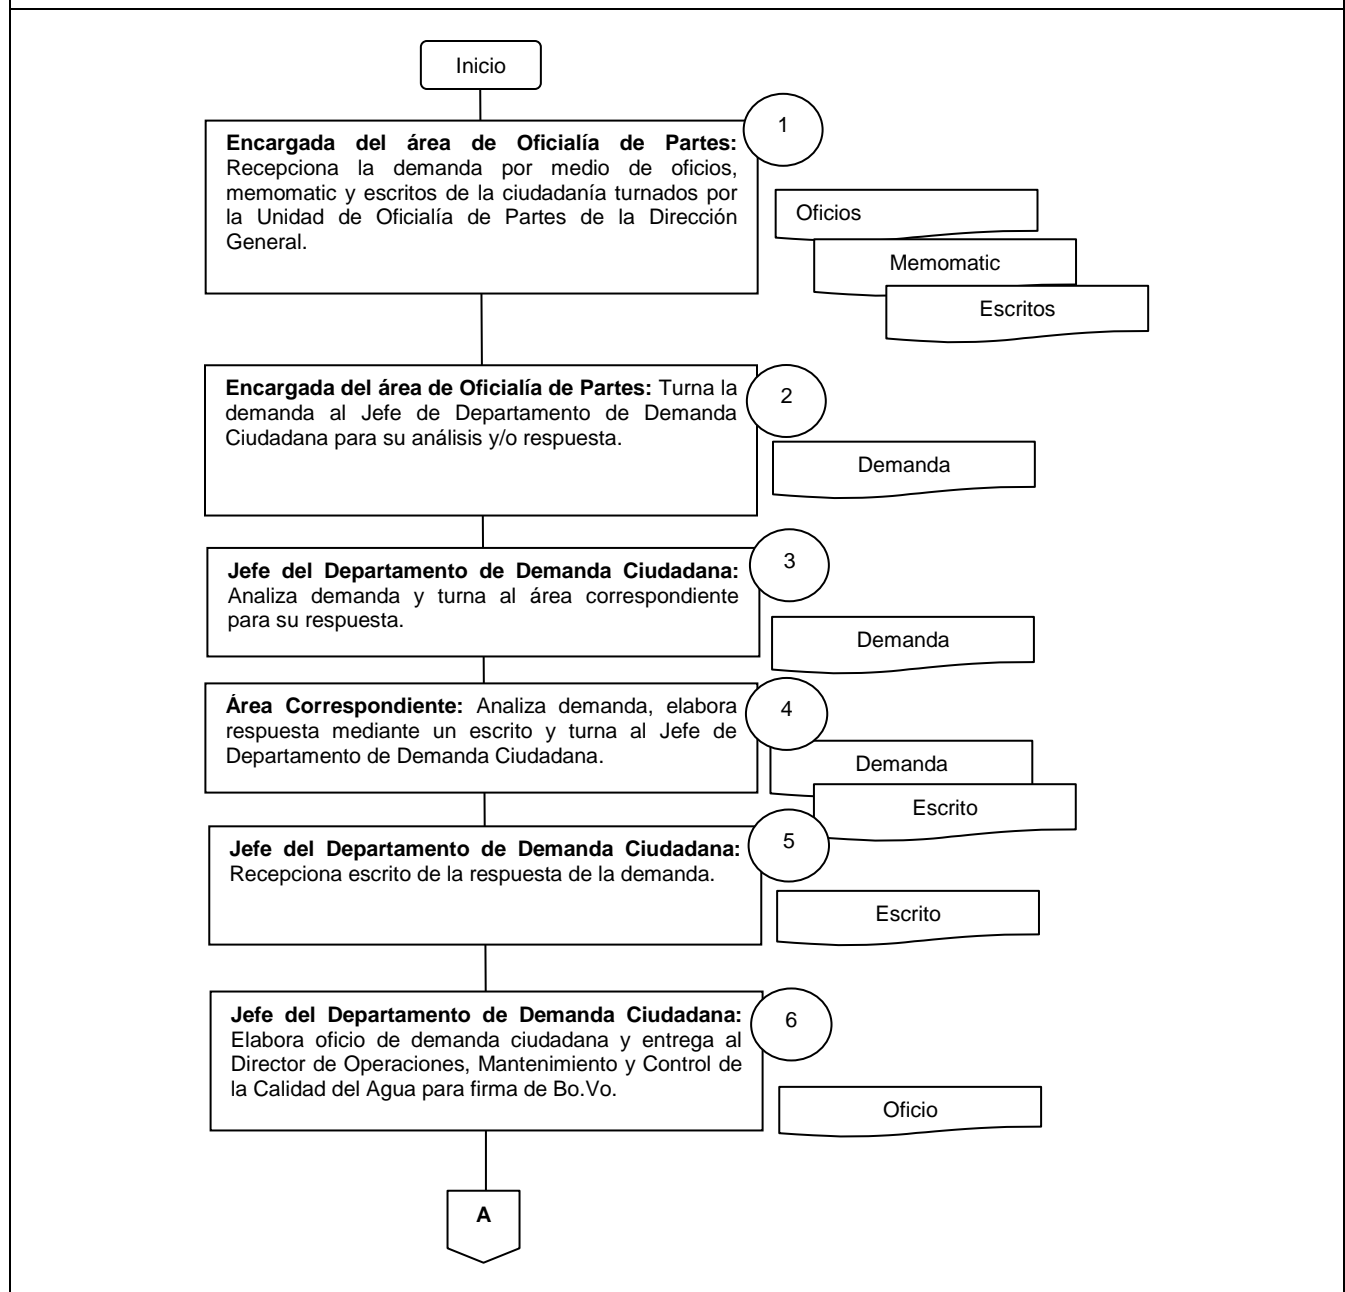 Inicio
1
Encargada del área de Oficialía de Partes:
Recepciona la demanda por medio de oficios,
memomatic y escritos de la ciudadanía turnados por
la Unidad de Oficialía de Partes de la Dirección
General.
Oficios
Memomatic
Escritos
2
Encargada del área de Oficialía de Partes: Turna la
demanda al Jefe de Departamento de Demanda
Ciudadana para su análisis y/o respuesta.
Demanda
3
Jefe del Departamento de Demanda Ciudadana:
Analiza demanda y turna al área correspondiente
para su respuesta.
Demanda
4
Área Correspondiente: Analiza demanda, elabora
respuesta mediante un escrito y turna al Jefe de
Departamento de Demanda Ciudadana.
Demanda
Escrito
5
Jefe del Departamento de Demanda Ciudadana:
Recepciona escrito de la respuesta de la demanda.
Escrito
6
Jefe del Departamento de Demanda Ciudadana:
Elabora oficio de demanda ciudadana y entrega al
Director de Operaciones, Mantenimiento y Control de
la Calidad del Agua para firma de Bo.Vo.
Oficio
A